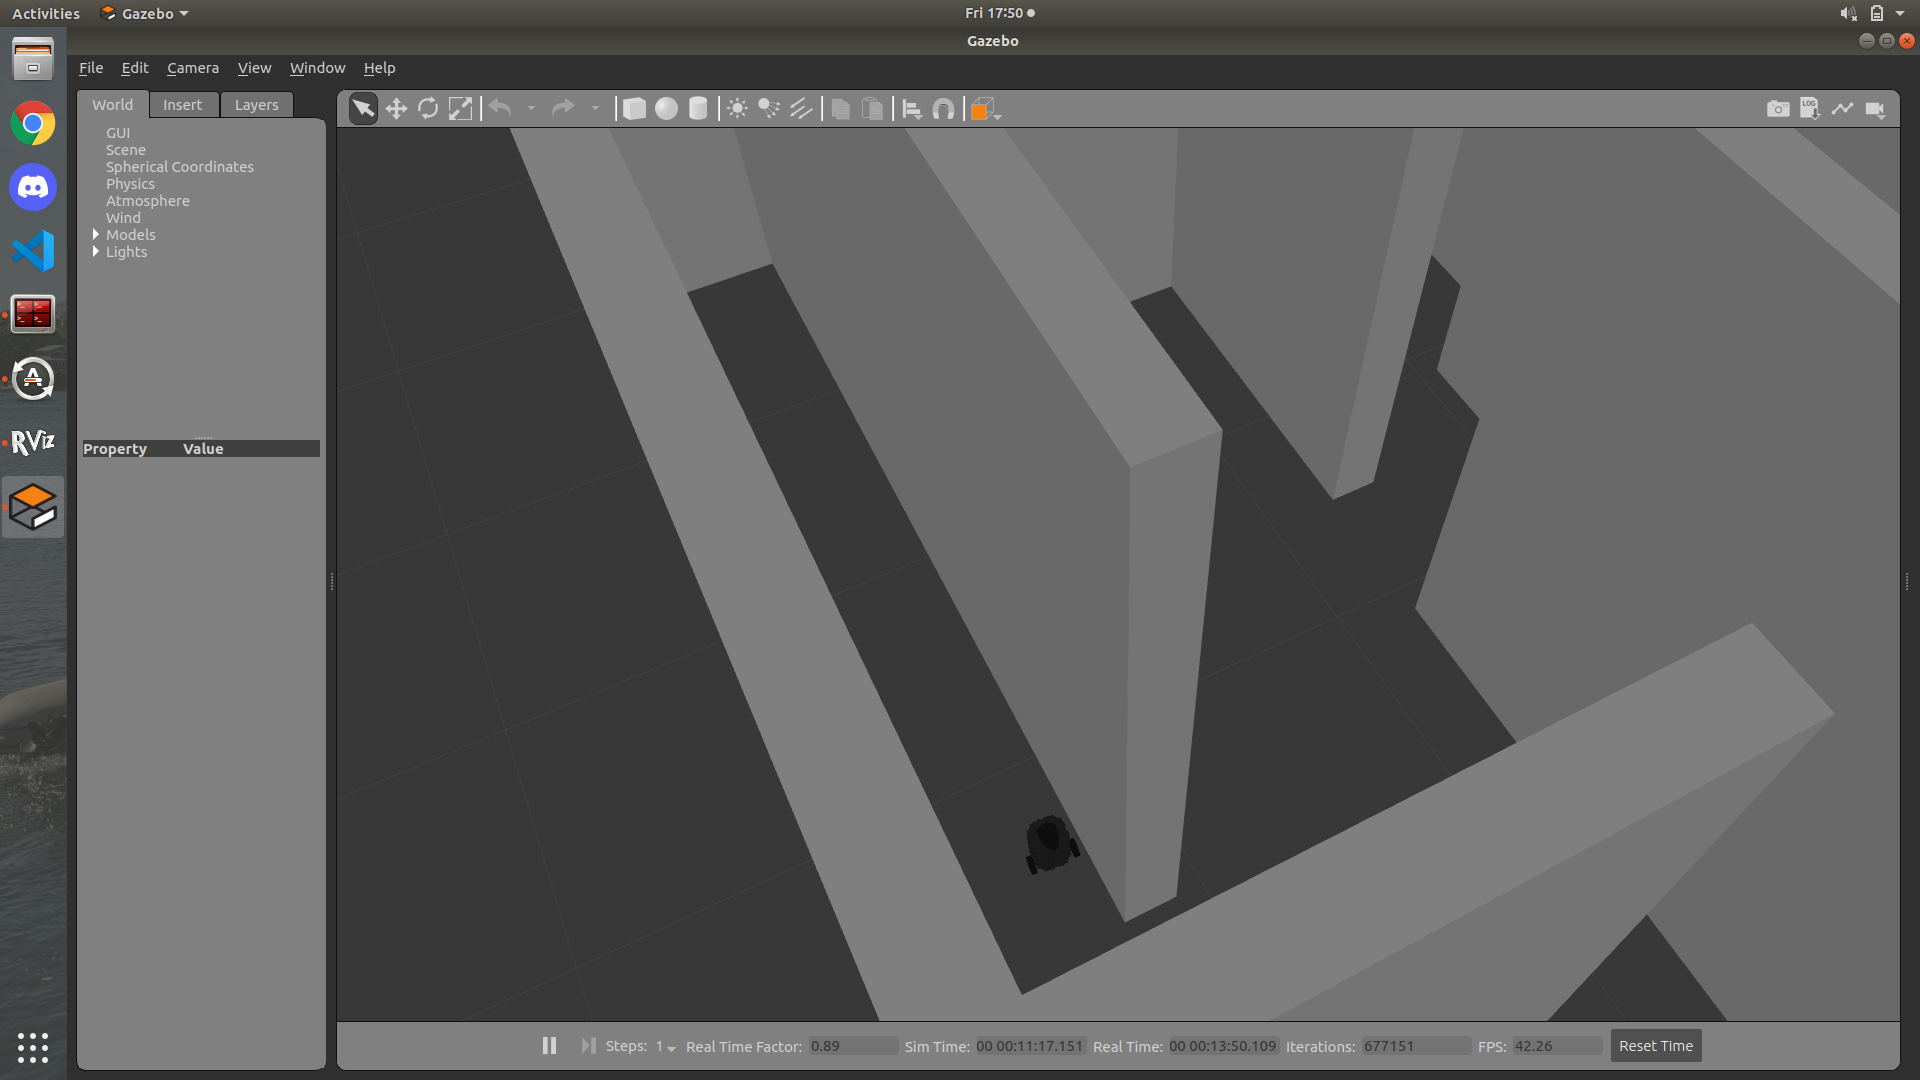 Activities Gazebo Fri 17:50
Gazebo
File Edit Camera View Window Help
World Insert Layers
LOG
GUI
Scene
Spherical Coordinates
Physics
Atmosphere
Wind
Models
Lights
A
RViz
Property Value
Steps: 1 Real Time Factor: 0.89 Sim Time: 00 00:11:17.151 Real Time: 00 00:13:50.109 Iterations: 677151 FPS: 42.26 Reset Time